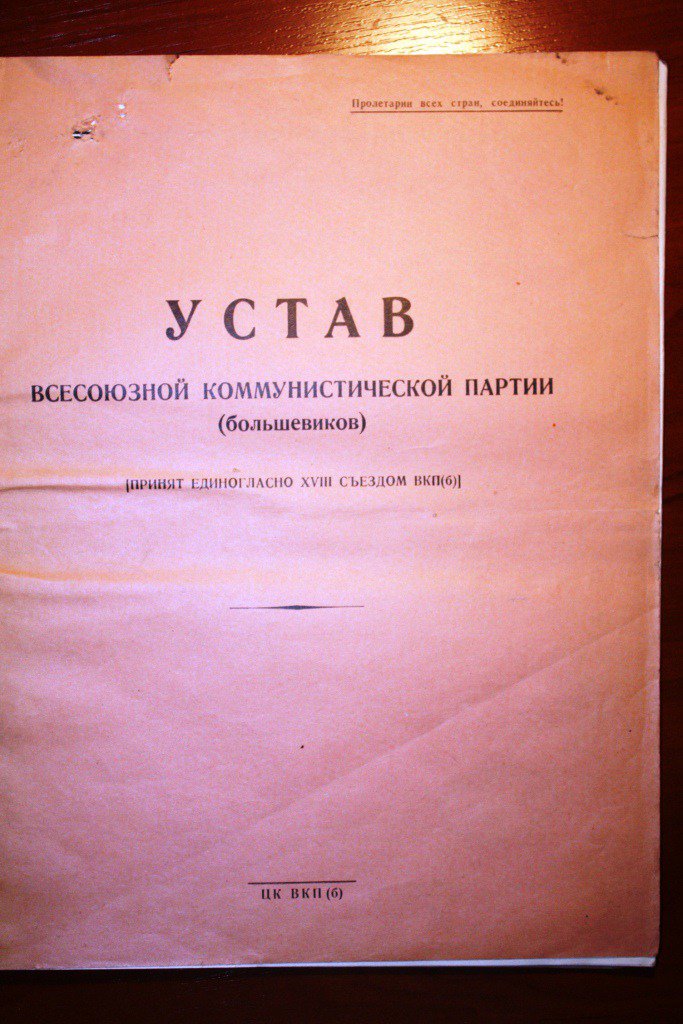 Пролетарии всех стран, соединяйтесь!
УСТАВ
ВСЕСОЮЗНОЙ КОММУНИСТИЧЕСКОЙ ПАРТИИ
(большевиков)
[ПРИНЯТ ЕДИНОГЛАСНО XVIII СЪЕЗДОМ ВКП(б)]
ЦК ВКП(б)